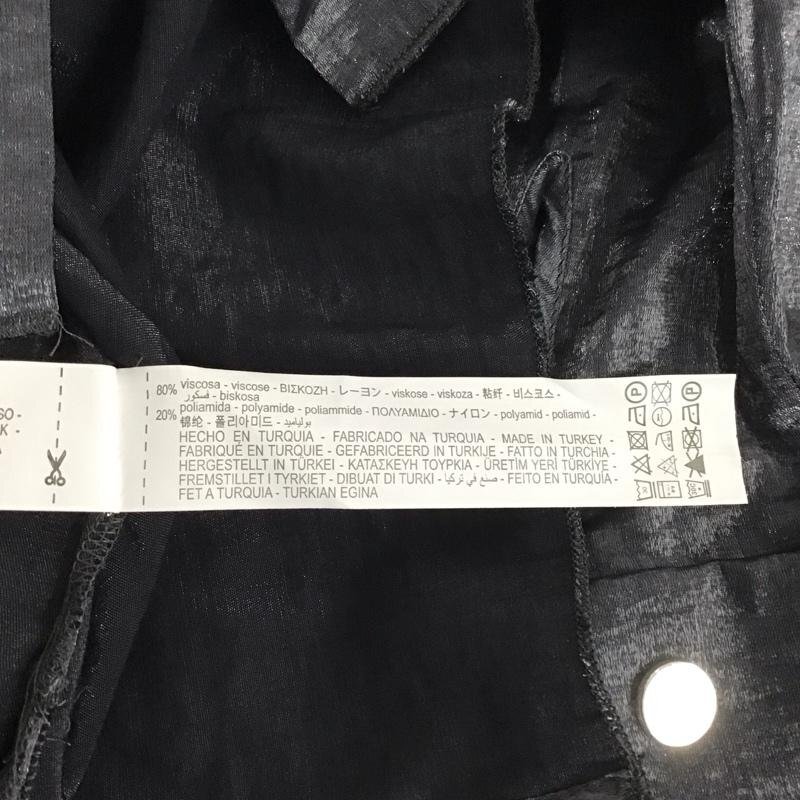 SO -
K -
-
80% viscosa - viscose - ΒΙΣΚΟΖΗ - レーヨン - viskose - viskoza - 粘纤 - 비스코스 -
فسكوز - biskosa
20% poliamida - polyamide - poliammide - ΠΟΛΥΑΜΙΔΙΟ - ナイロン - polyamid - poliamid -
锦纶 - 폴리아미드 - بولياميد
HECHO EN TURQUIA - FABRICADO NA TURQUIA - MADE IN TURKEY -
FABRIQUÉ EN TURQUIE - GEFABRICEERD IN TURKIJE - FATTO IN TURCHIA -
HERGESTELLT IN TÜRKEI - ΚΑΤΑΣΚΕΥΗ ΤΟΥΡΚΙΑ - ÜRETİM YERİ TÜRKİYE -
FREMSTILLET I TYRKIET - DIBUAT DI TURKI - صنع في تركيا - FEITO EN TURQUÍA -
FET A TURQUIA - TURKIAN EGINA
P P